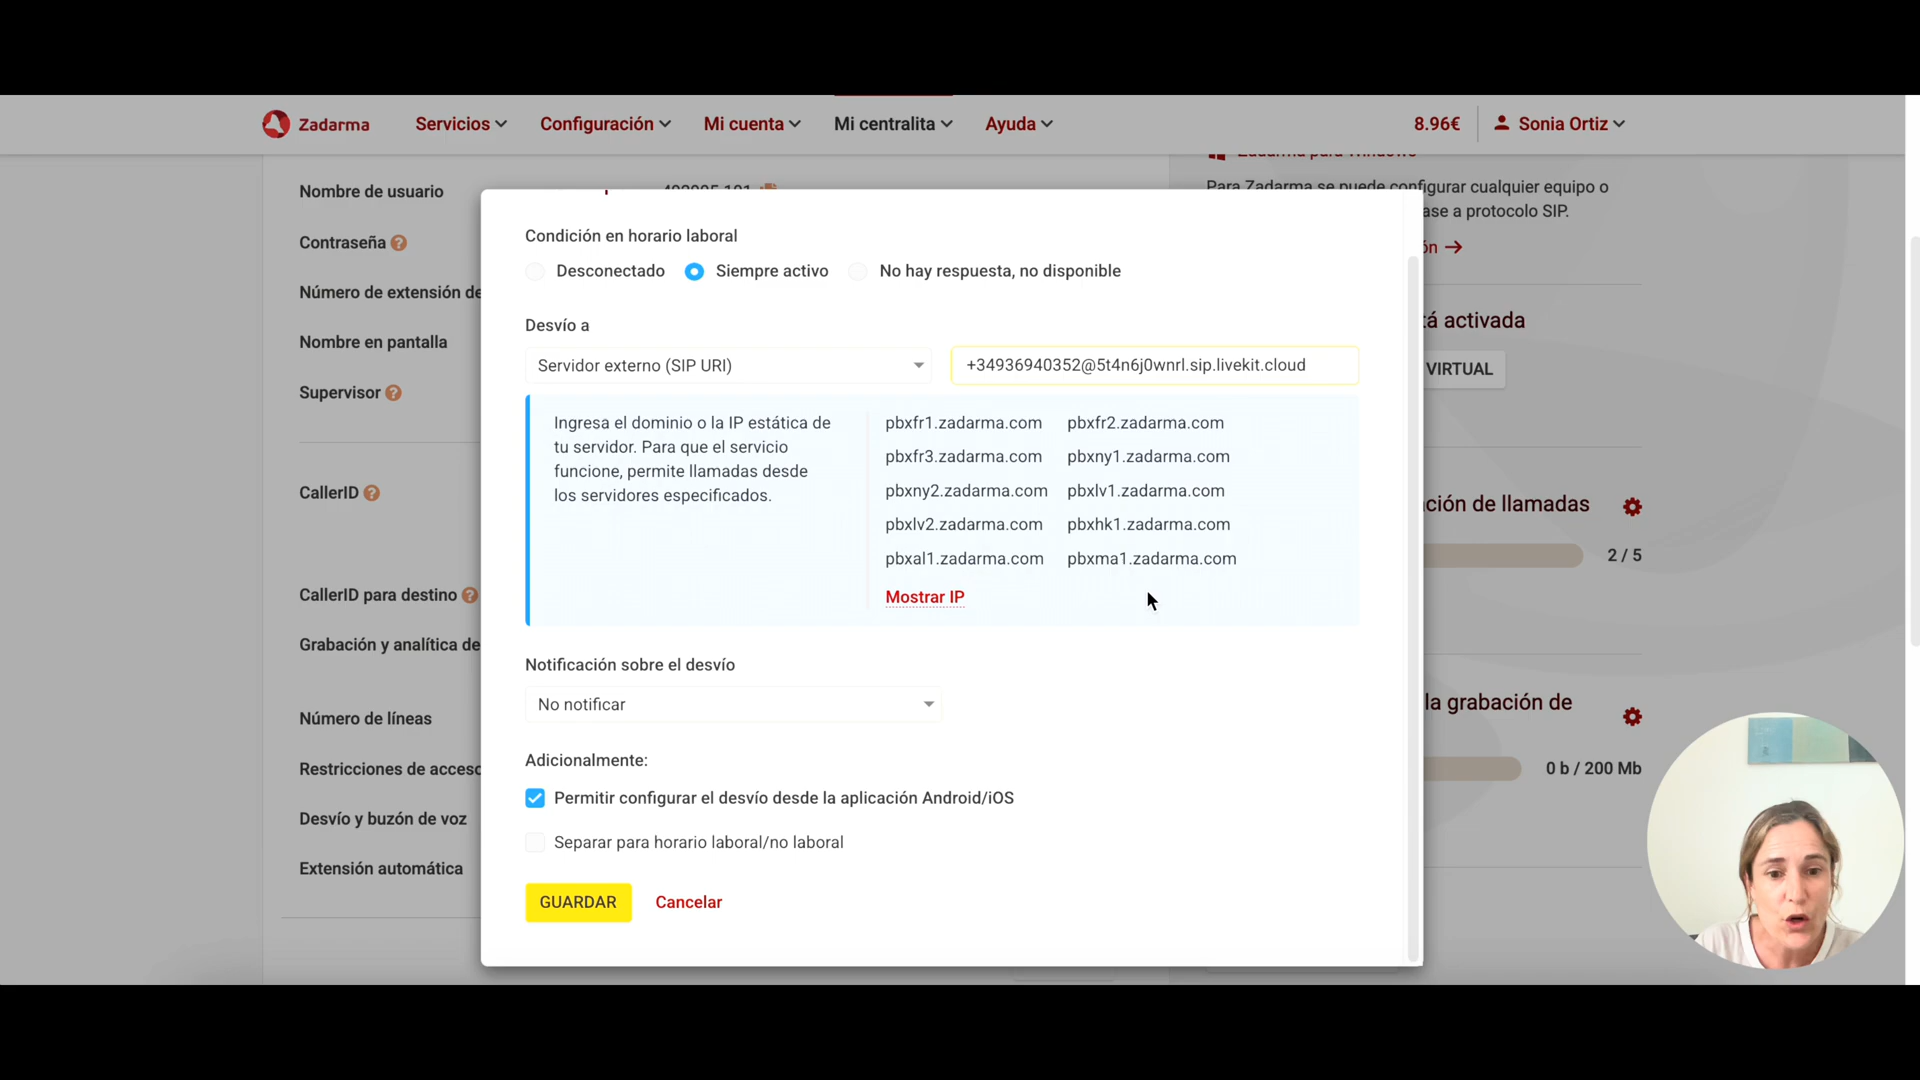 Zadarma
Servicios
Configuración
Mi cuenta
Mi centralita
Ayuda
8.96€
Sonia Ortiz
Nombre de usuario
Contraseña
Número de extensión de
Nombre en pantalla
Supervisor
CallerID
CallerID para destino
Grabación y analítica de
Número de líneas
Restricciones de acceso
Desvío y buzón de voz
Extensión automática
Condición en horario laboral
Desconectado
Siempre activo
No hay respuesta, no disponible
Desvío a
Servidor externo (SIP URI)
+34936940352@5t4n6j0wnrl.sip.livekit.cloud
Ingresa el dominio o la IP estática de
tu servidor. Para que el servicio
funcione, permite llamadas desde
los servidores especificados.
pbxfr1.zadarma.com pbxfr2.zadarma.com
pbxfr3.zadarma.com pbxny1.zadarma.com
pbxny2.zadarma.com pbxlv1.zadarma.com
pbxlv2.zadarma.com pbxhk1.zadarma.com
pbxal1.zadarma.com pbxma1.zadarma.com
Mostrar IP
Notificación sobre el desvío
No notificar
Adicionalmente:
Permitir configurar el desvío desde la aplicación Android/iOS
Separar para horario laboral/no laboral
GUARDAR
Cancelar
Zadarma para Windows
Para Zadarma se puede configurar cualquier equipo o
ase a protocolo SIP.
ón
tá activada
VIRTUAL
ción de llamadas
2 / 5
la grabación de
0 b / 200 Mb